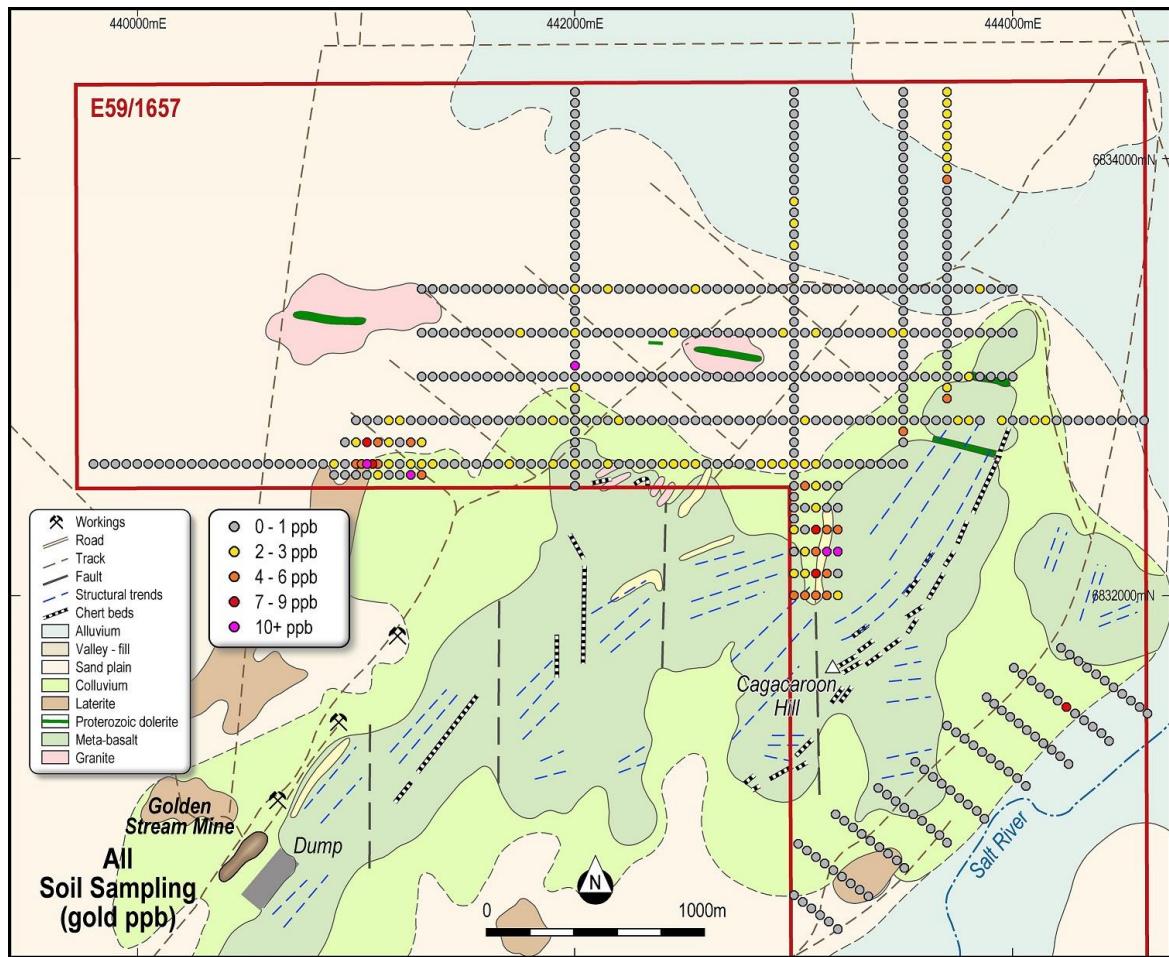 440000mE
442000mE
444000mE
E59/1657
6834000mN
Workings
Road
Track
Fault
Structural trends
Chert beds
Alluvium
Valley - fill
Sand plain
Colluvium
Laterite
Proterozoic dolerite
Meta-basalt
Granite
0 - 1 ppb
2 - 3 ppb
4 - 6 ppb
7 - 9 ppb
10+ ppb
6832000mN
Cagacaroon
Hill
Golden
Stream Mine
Dump
All
Soil Sampling
(gold ppb)
Salt River
N
0
1000m